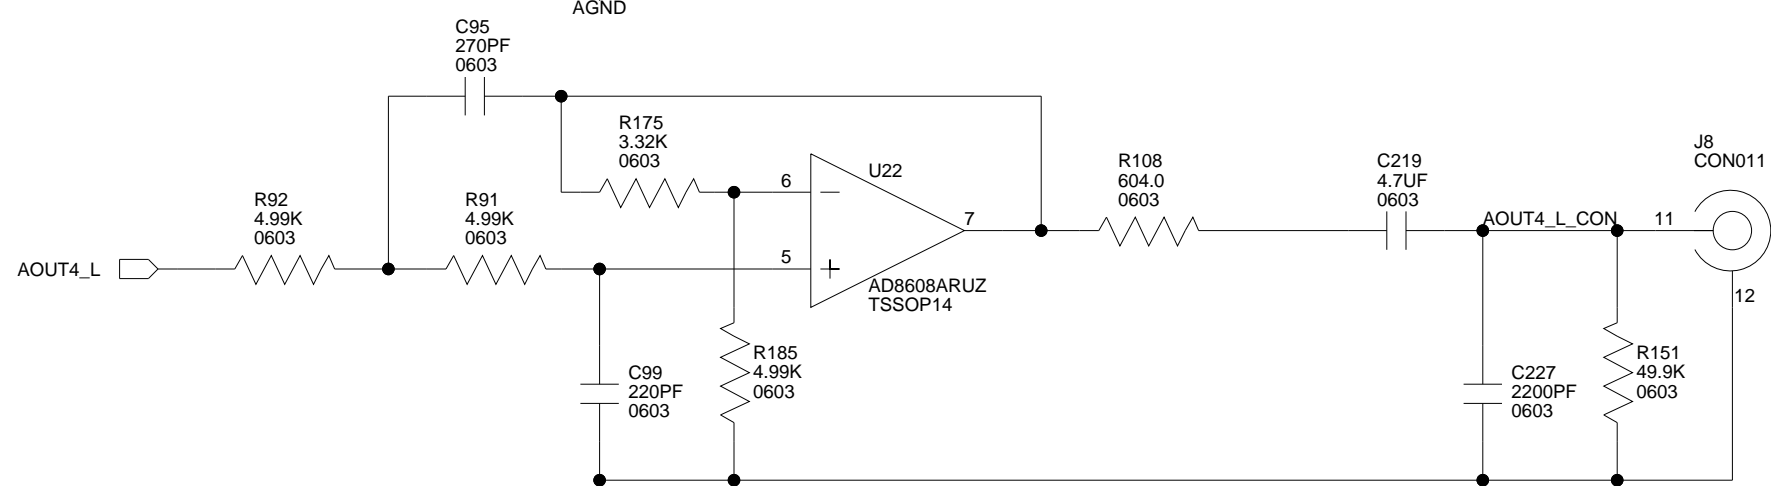 AGND
C95
270PF
0603
R175
3.32K
0603
J8
CON011
R92
4.99K
0603
R91
4.99K
0603
6
U22
R108
604.0
0603
C219
4.7UF
0603
7
AOUT4_L_CON
11
AOUT4_L
5
AD8608ARUZ
TSSOP14
12
C99
220PF
0603
R185
4.99K
0603
C227
2200PF
0603
R151
49.9K
0603